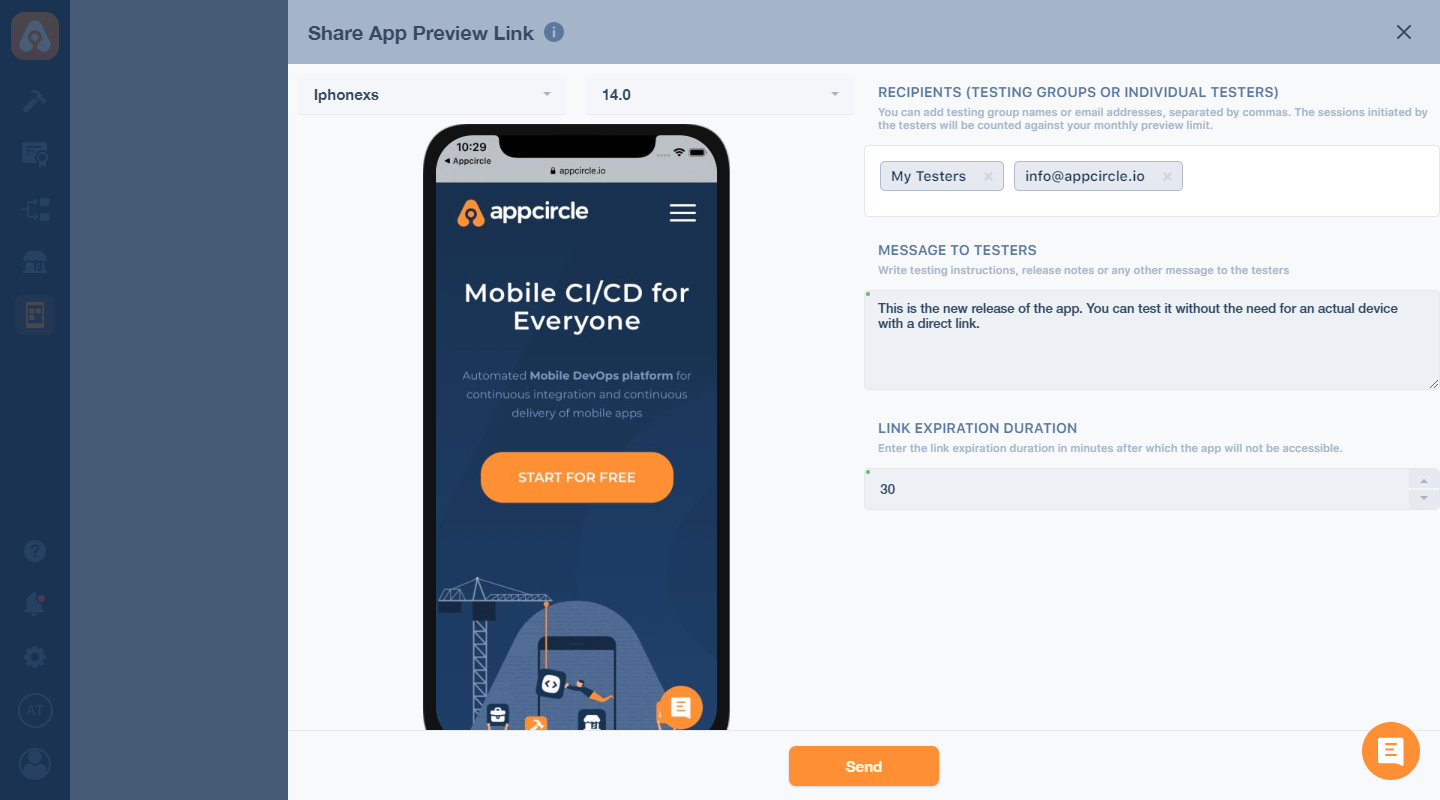 Share App Preview Link
Iphonexs
14.0
10:29
Appcircle
appcircle.io
appcircle
Mobile CI/CD for
Everyone
Automated Mobile DevOps platform for
continuous integration and continuous
delivery of mobile apps
START FOR FREE
RECIPIENTS (TESTING GROUPS OR INDIVIDUAL TESTERS)
You can add testing group names or email addresses, separated by commas. The sessions initiated by
the testers will be counted against your monthly preview limit.
My Testers
info@appcircle.io
MESSAGE TO TESTERS
Write testing instructions, release notes or any other message to the testers
This is the new release of the app. You can test it without the need for an actual device
with a direct link.
LINK EXPIRATION DURATION
Enter the link expiration duration in minutes after which the app will not be accessible.
30
AT
Send